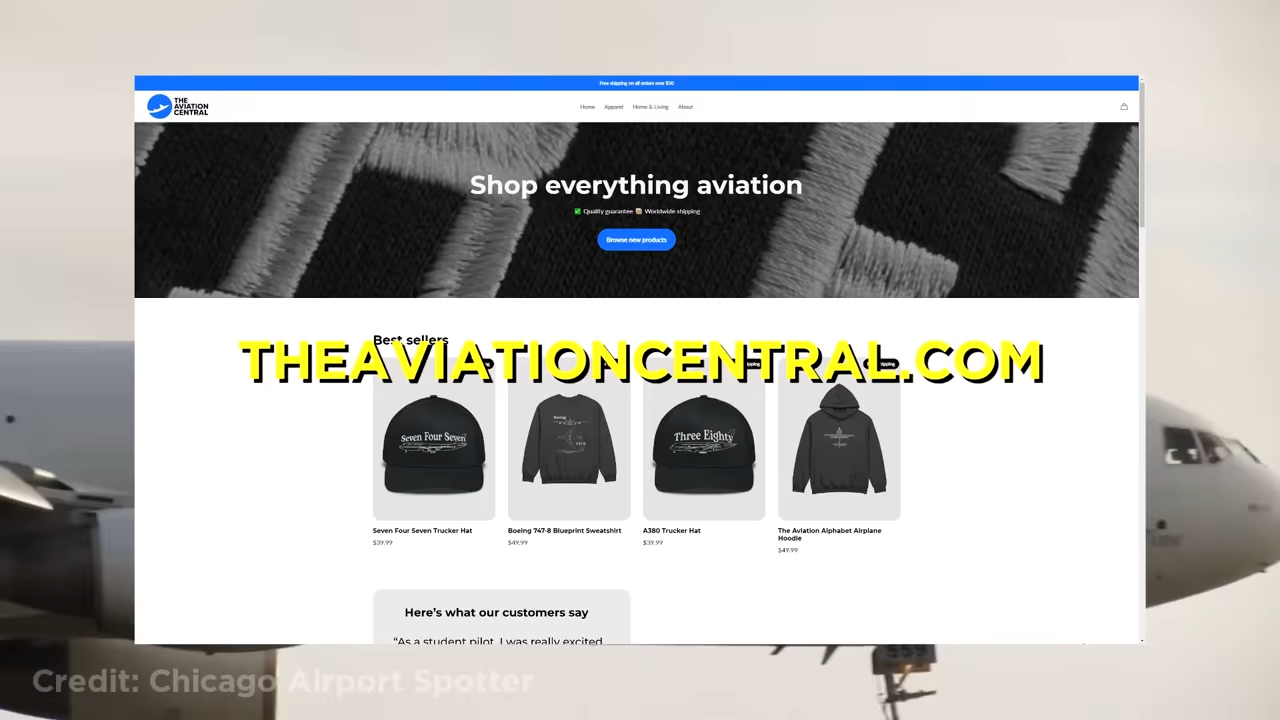 Free shipping on all orders over $50
THE
AVIATION
CENTRAL
Home Apparel Home & Living About
Shop everything aviation
Quality guarantee Worldwide shipping
Browse new products
Best sellers
THEAVIATIONCENTRAL.COM
Seven Four Seven
Boeing
Three Eighty
Seven Four Seven Trucker Hat
$39.99
Boeing 747-8 Blueprint Sweatshirt
$49.99
A380 Trucker Hat
$39.99
The Aviation Alphabet Airplane
Hoodie
$49.99
Here's what our customers say
"As a student pilot, I was really excited
Credit: Chicago Airport Spotter